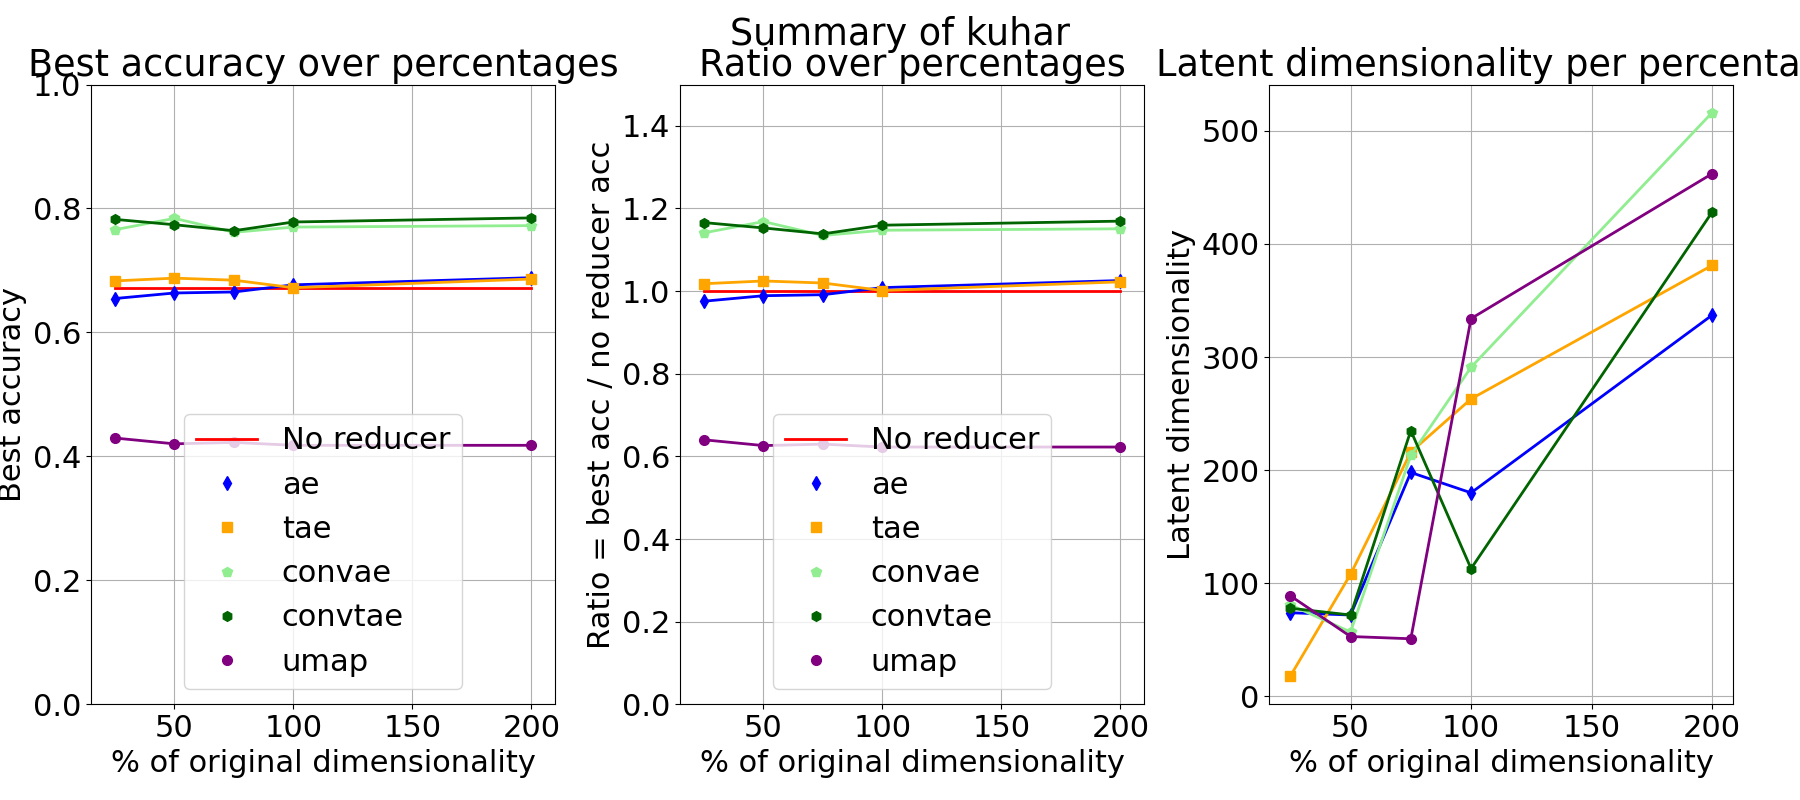 Summary of kuhar
Best accuracy over percentages
Best accuracy
1.0
0.8
0.6
0.4
0.2
0.0
50 100 150 200
% of original dimensionality
No reducer
ae
tae
convae
convtae
umap
Ratio over percentages
Ratio = best acc / no reducer acc
1.4
1.2
1.0
0.8
0.6
0.4
0.2
0.0
50 100 150 200
% of original dimensionality
No reducer
ae
tae
convae
convtae
umap
Latent dimensionality per percenta
Latent dimensionality
500
400
300
200
100
0
50 100 150 200
% of original dimensionality